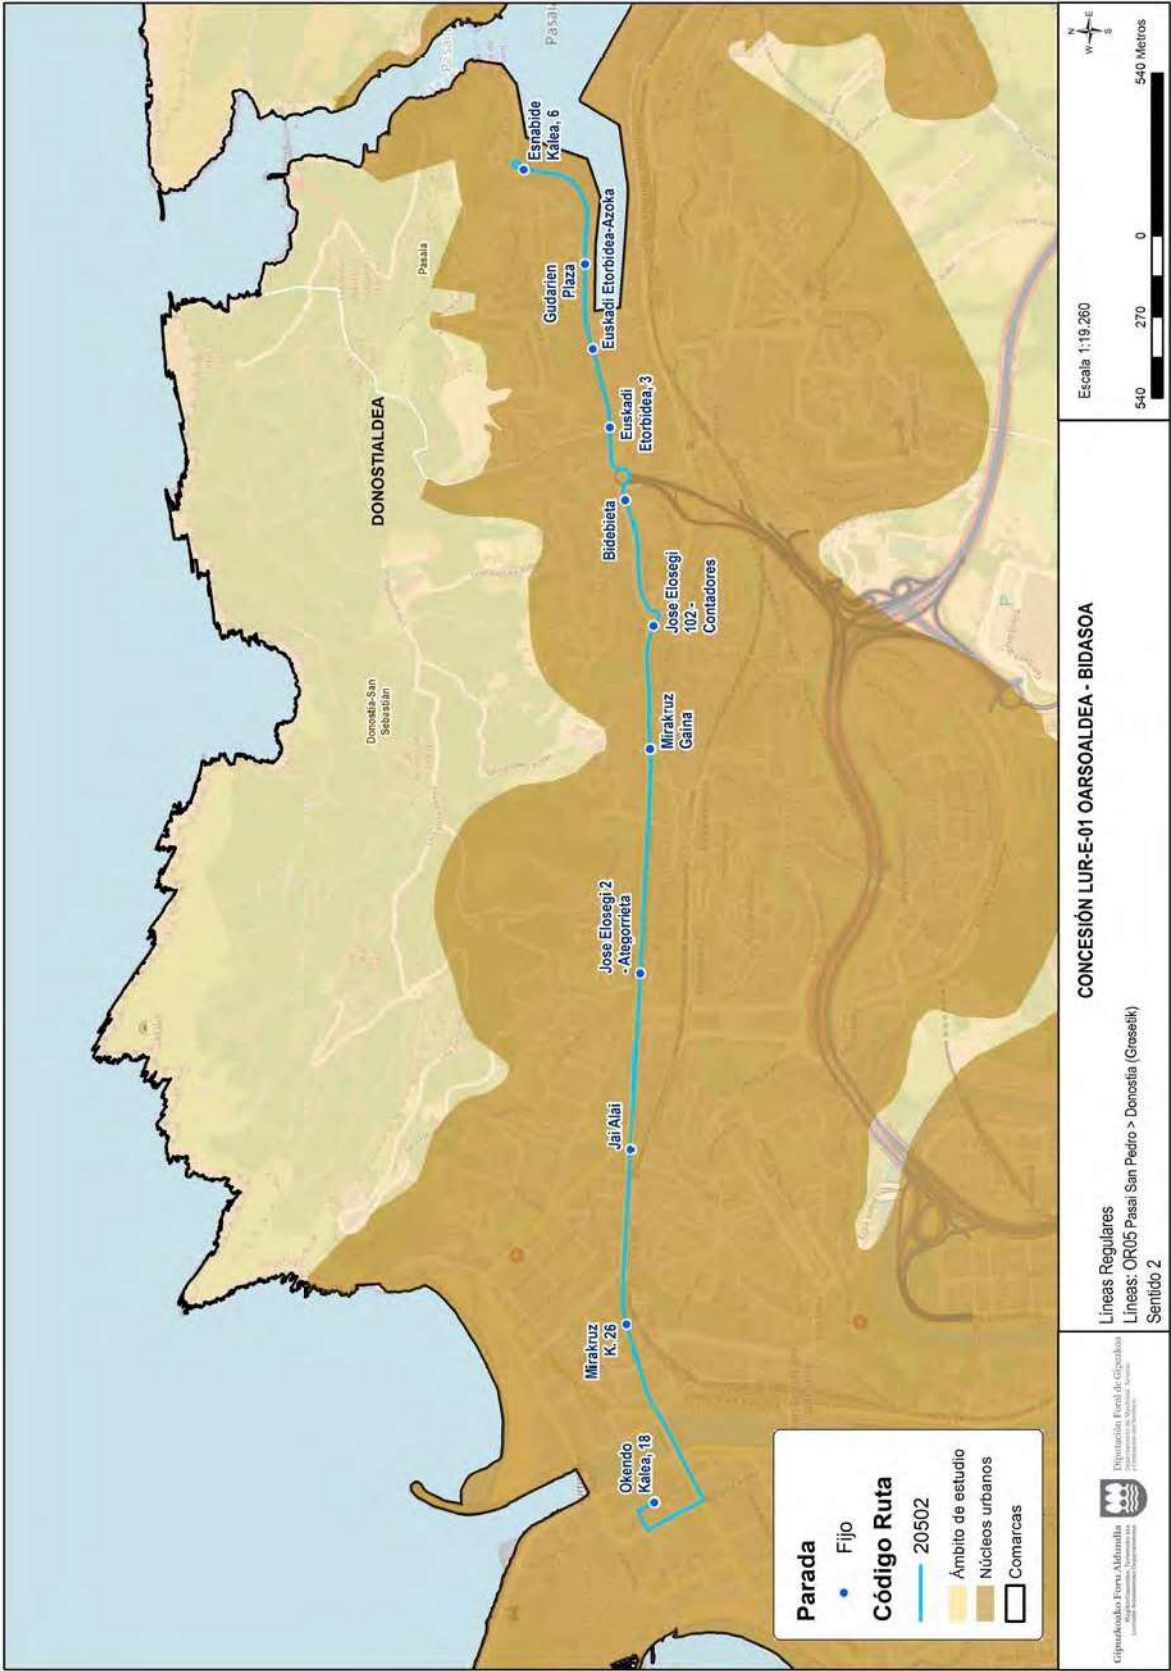 Pasaia
DONOSTIALDEA
Donostia-San
Sebastián
Esnabide
Kalea, 6
Gudarien
Plaza
Euskadi Etorbidea-Azoka
Euskadi
Etorbidea, 3
Bidebieta
Jose Elosegi
102 -
Contadores
Mirakruz
Gaina
Jose Elosegi 2
- Ategorrieta
Jai Alai
Mirakruz
K. 26
Okendo
Kalea, 18
Parada
Fijo
Código Ruta
20502
Ámbito de estudio
Núcleos urbanos
Comarcas
Gipuzkoako Foru Aldundia
Diputación Foral de Gipuzkoa
Líneas Regulares
Líneas: OR05 Pasai San Pedro > Donostia (Grosetik)
Sentido 2
CONCESIÓN LUR-E-01 OARSOALDEA - BIDASOA
Escala 1:19.260
540 270 0 540 Metros
N
W E
S